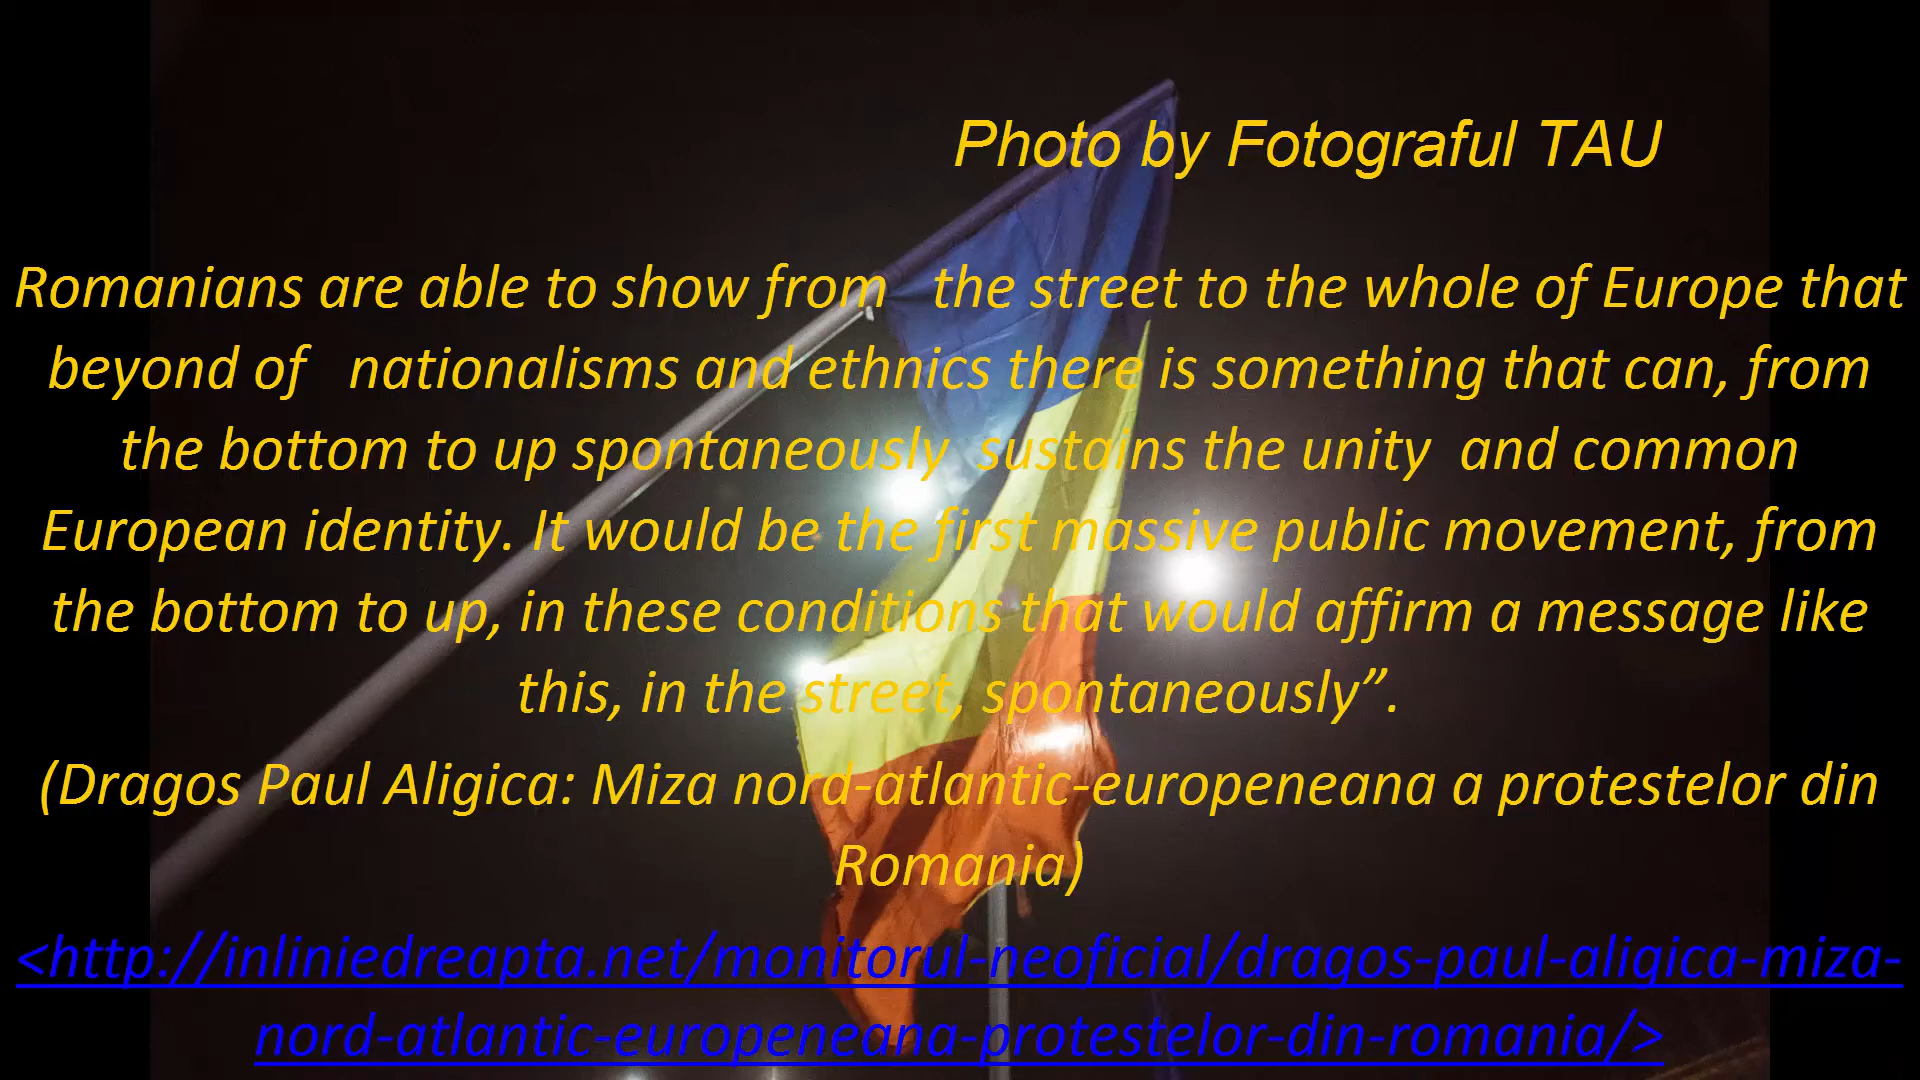 Photo by Fotograful TAU
Romanians are able to show from the street to the whole of Europe that
beyond of nationalisms and ethnics there is something that can, from
the bottom to up spontaneously sustains the unity and common
European identity. It would be the first massive public movement, from
the bottom to up, in these conditions that would affirm a message like
this, in the street, spontaneously”.
(Dragos Paul Aligica: Miza nord-atlantic-europeneana a protestelor din
Romania)
<http://inliniedreapta.net/monitorul-neoficial/dragos-paul-aligica-miza-
nord-atlantic-europeneana-protestelor-din-romania/>